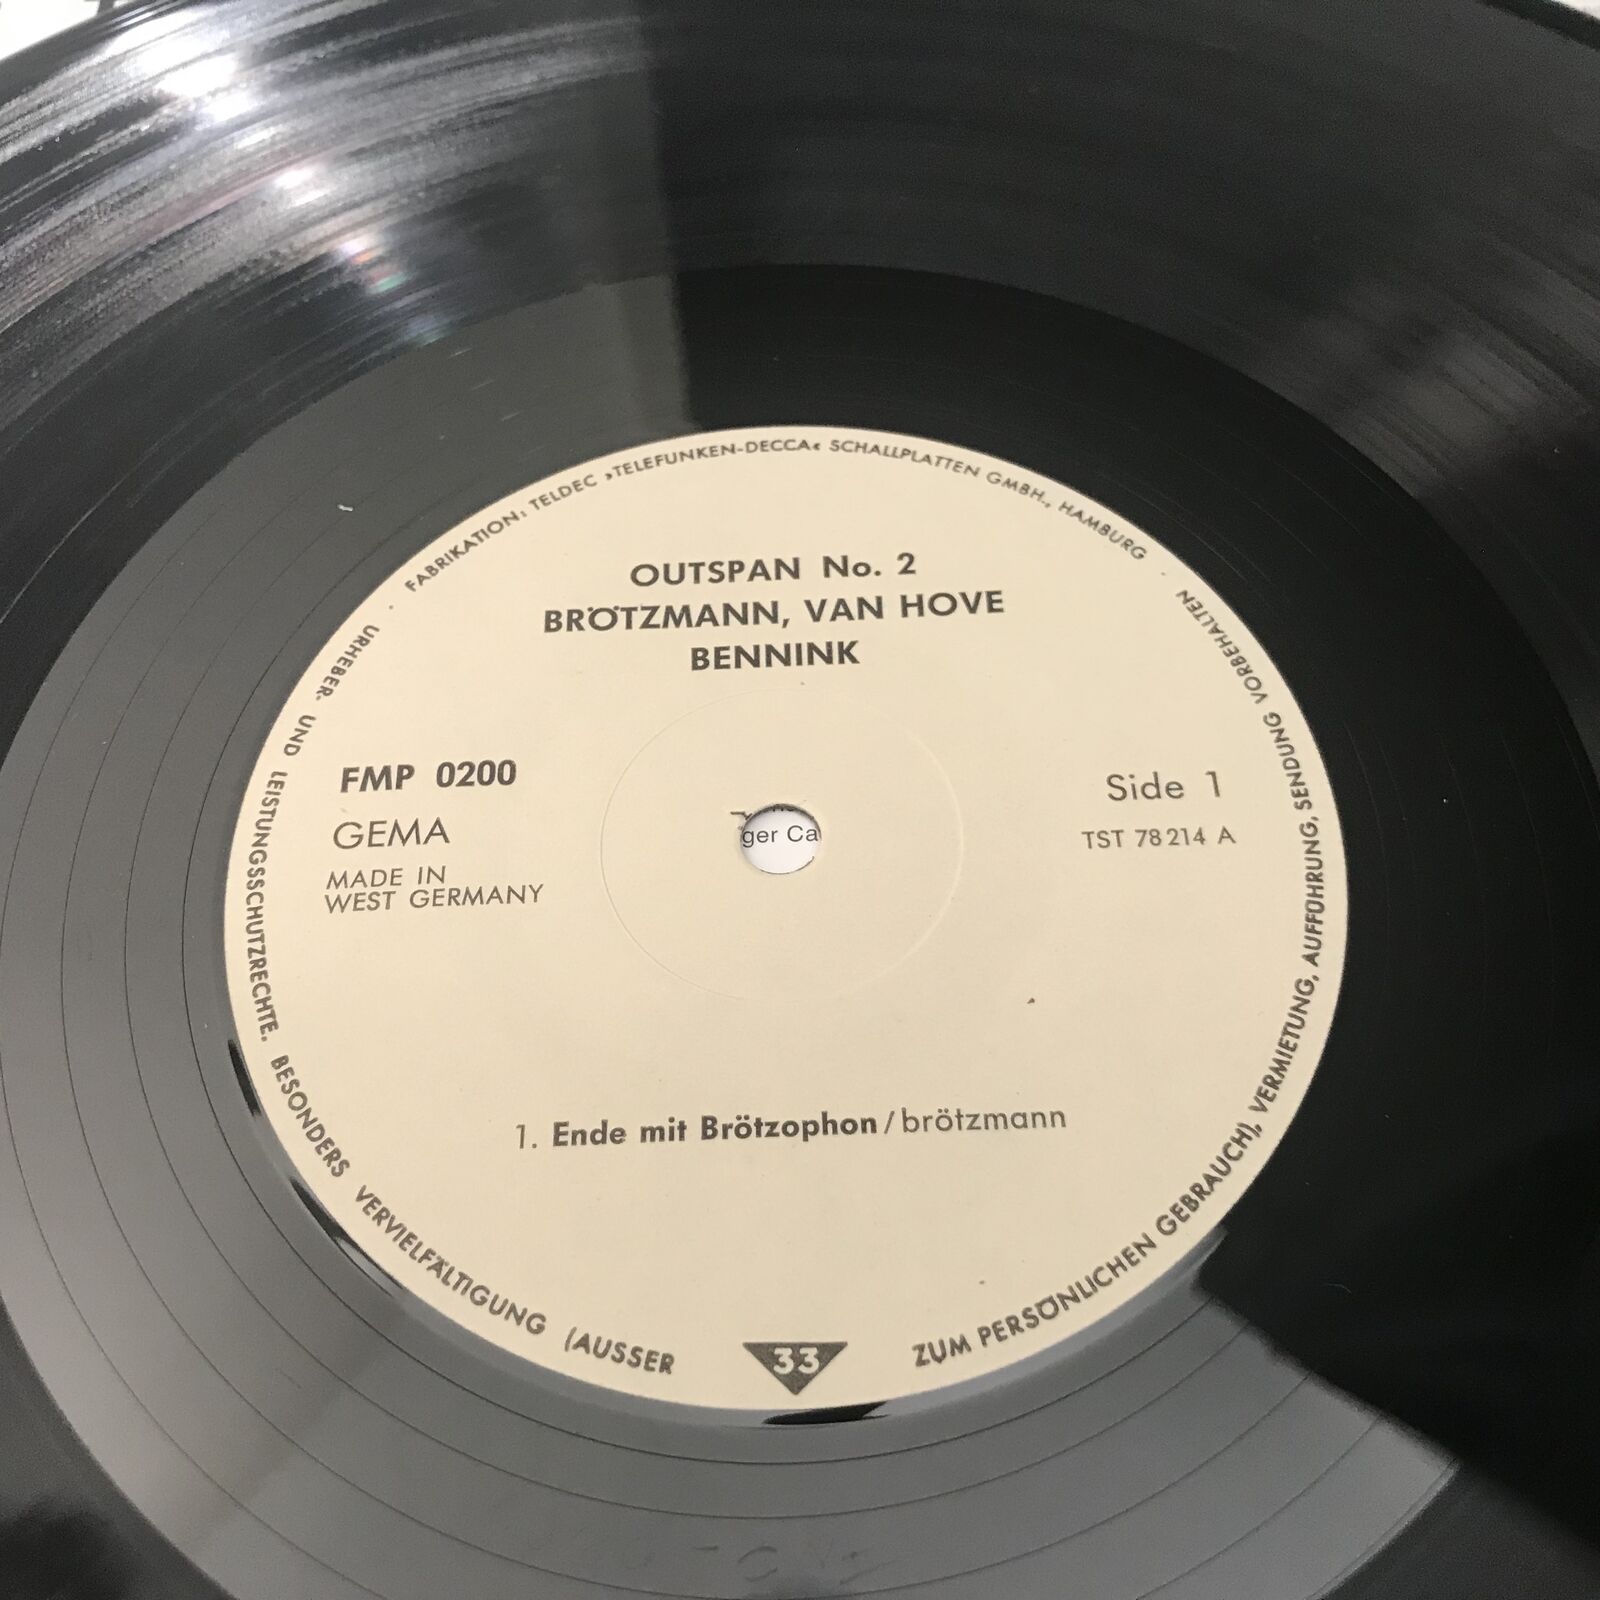 FABRIKATION: TELDEC »TELEFUNKEN-DECCA« SCHALLPLATTEN GMBH., HAMBURG
OUTSPAN No. 2
BRÖTZMANN, VAN HOVE
BENNINK
FMP 0200
GEMA
MADE IN
WEST GERMANY
Side 1
TST 78 214 A
ger Ca
1. Ende mit Brötzophon / brötzmann
URHEBER- UND LEISTUNGSSCHUTZRECHTE. BESONDERS VERVIELFÄLTIGUNG (AUSSER
ZUM PERSÖNLICHEN GEBRAUCH), VERMIETUNG, AUFFÜHRUNG, SENDUNG VORBEHALTEN
33